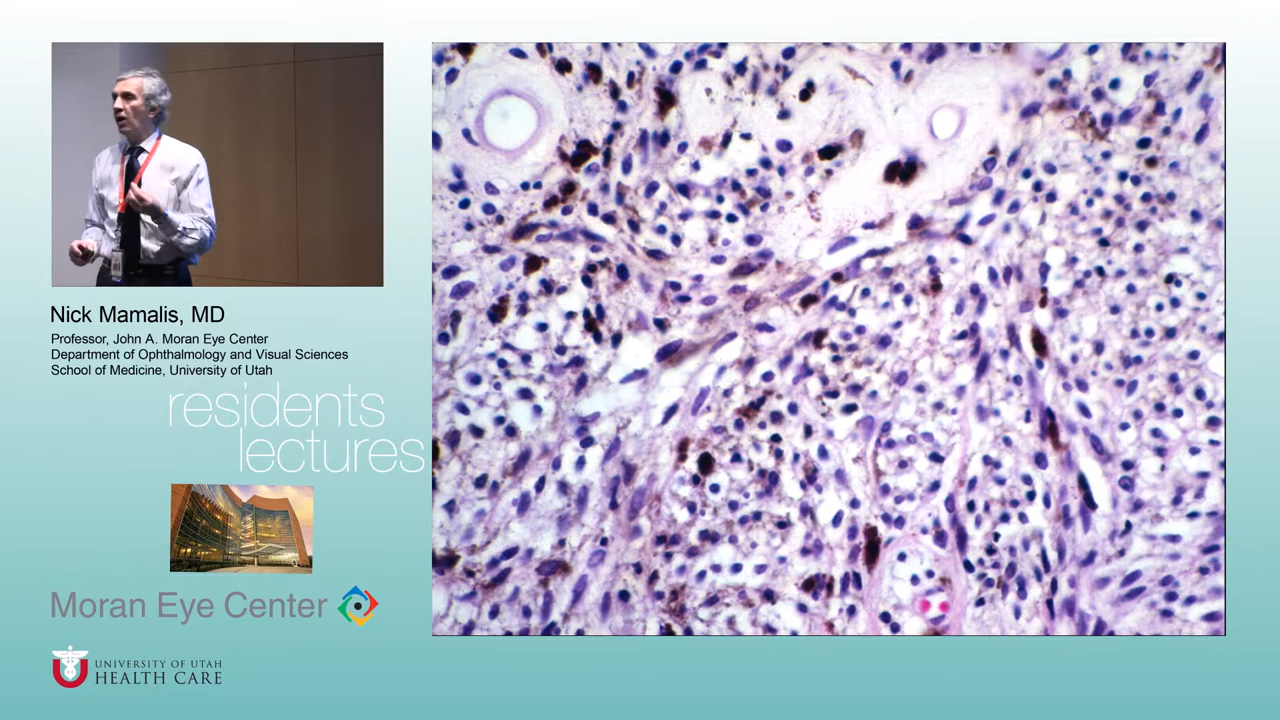 Nick Mamalis, MD
Professor, John A. Moran Eye Center
Department of Ophthalmology and Visual Sciences
School of Medicine, University of Utah
residents
lectures
Moran Eye Center
U
UNIVERSITY OF UTAH
HEALTH CARE